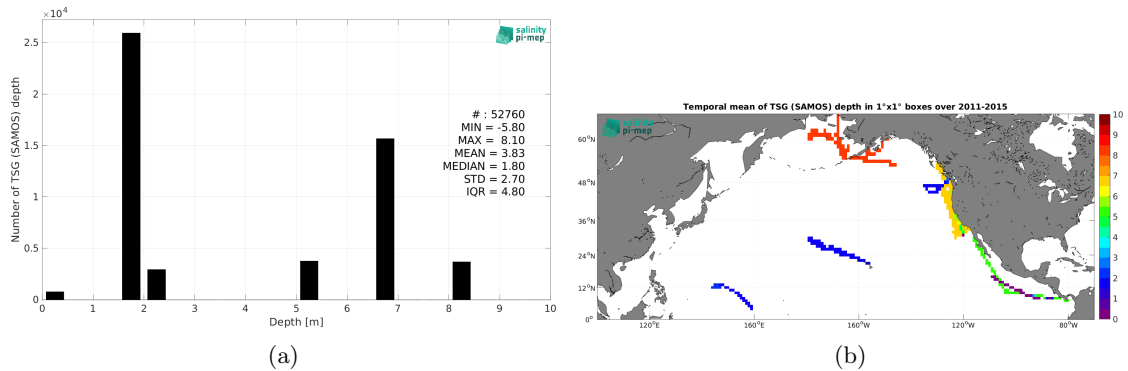 ×10⁴
2.5
2
1.5
1
0.5
0
Number of TSG (SAMOS) depth
0 1 2 3 4 5 6 7 8 9 10
Depth [m]
salinity
pi-mep
# : 52760
MIN = -5.80
MAX = 8.10
MEAN = 3.83
MEDIAN = 1.80
STD = 2.70
IQR = 4.80
(a)
Temporal mean of TSG (SAMOS) depth in 1°x1° boxes over 2011-2015
salinity
pi-mep
60°N
48°N
36°N
24°N
12°N
0°
120°E 160°E 160°W 120°W 80°W
10
9
8
7
6
5
4
3
2
1
0
(b)